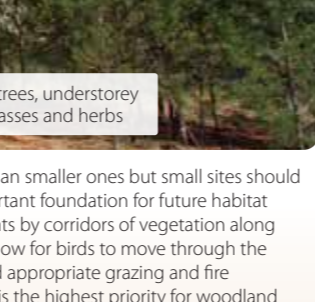 trees, understorey
asses and herbs
an smaller ones but small sites should
rtant foundation for future habitat
ts by corridors of vegetation along
ow for birds to move through the
d appropriate grazing and fire
is the highest priority for woodland